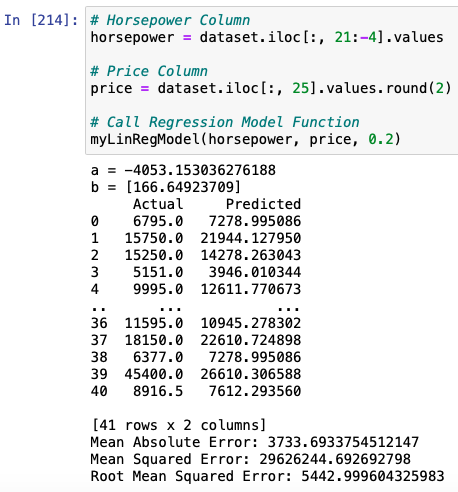 In [214]: # Horsepower Column
horsepower = dataset.iloc[:, 21:-4].values
# Price Column
price = dataset.iloc[:, 25].values.round(2)
# Call Regression Model Function
myLinRegModel(horsepower, price, 0.2)
a = -4053.153036276188
b = [166.64923709]
Actual Predicted
0 6795.0 7278.995086
1 15750.0 21944.127950
2 15250.0 14278.263043
3 5151.0 3946.010344
4 9995.0 12611.770673
.. ... ...
36 11595.0 10945.278302
37 18150.0 22610.724898
38 6377.0 7278.995086
39 45400.0 26610.306588
40 8916.5 7612.293560
[41 rows x 2 columns]
Mean Absolute Error: 3733.6933754512147
Mean Squared Error: 29626244.692692798
Root Mean Squared Error: 5442.999604325983